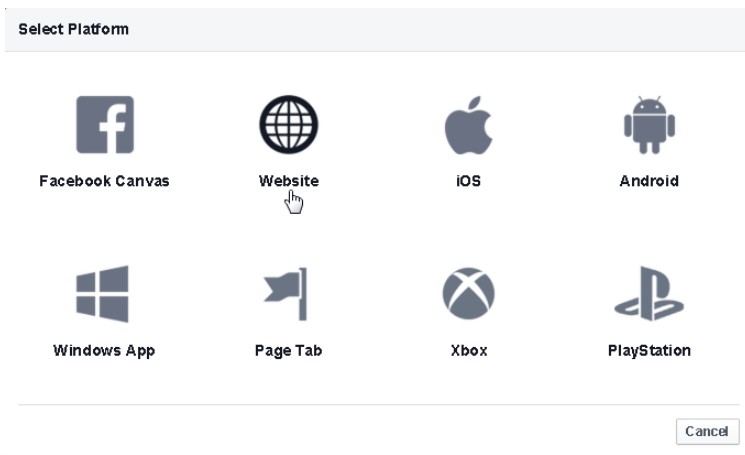 Select Platform
Facebook Canvas Website iOS Android
Windows App Page Tab Xbox PlayStation
Cancel